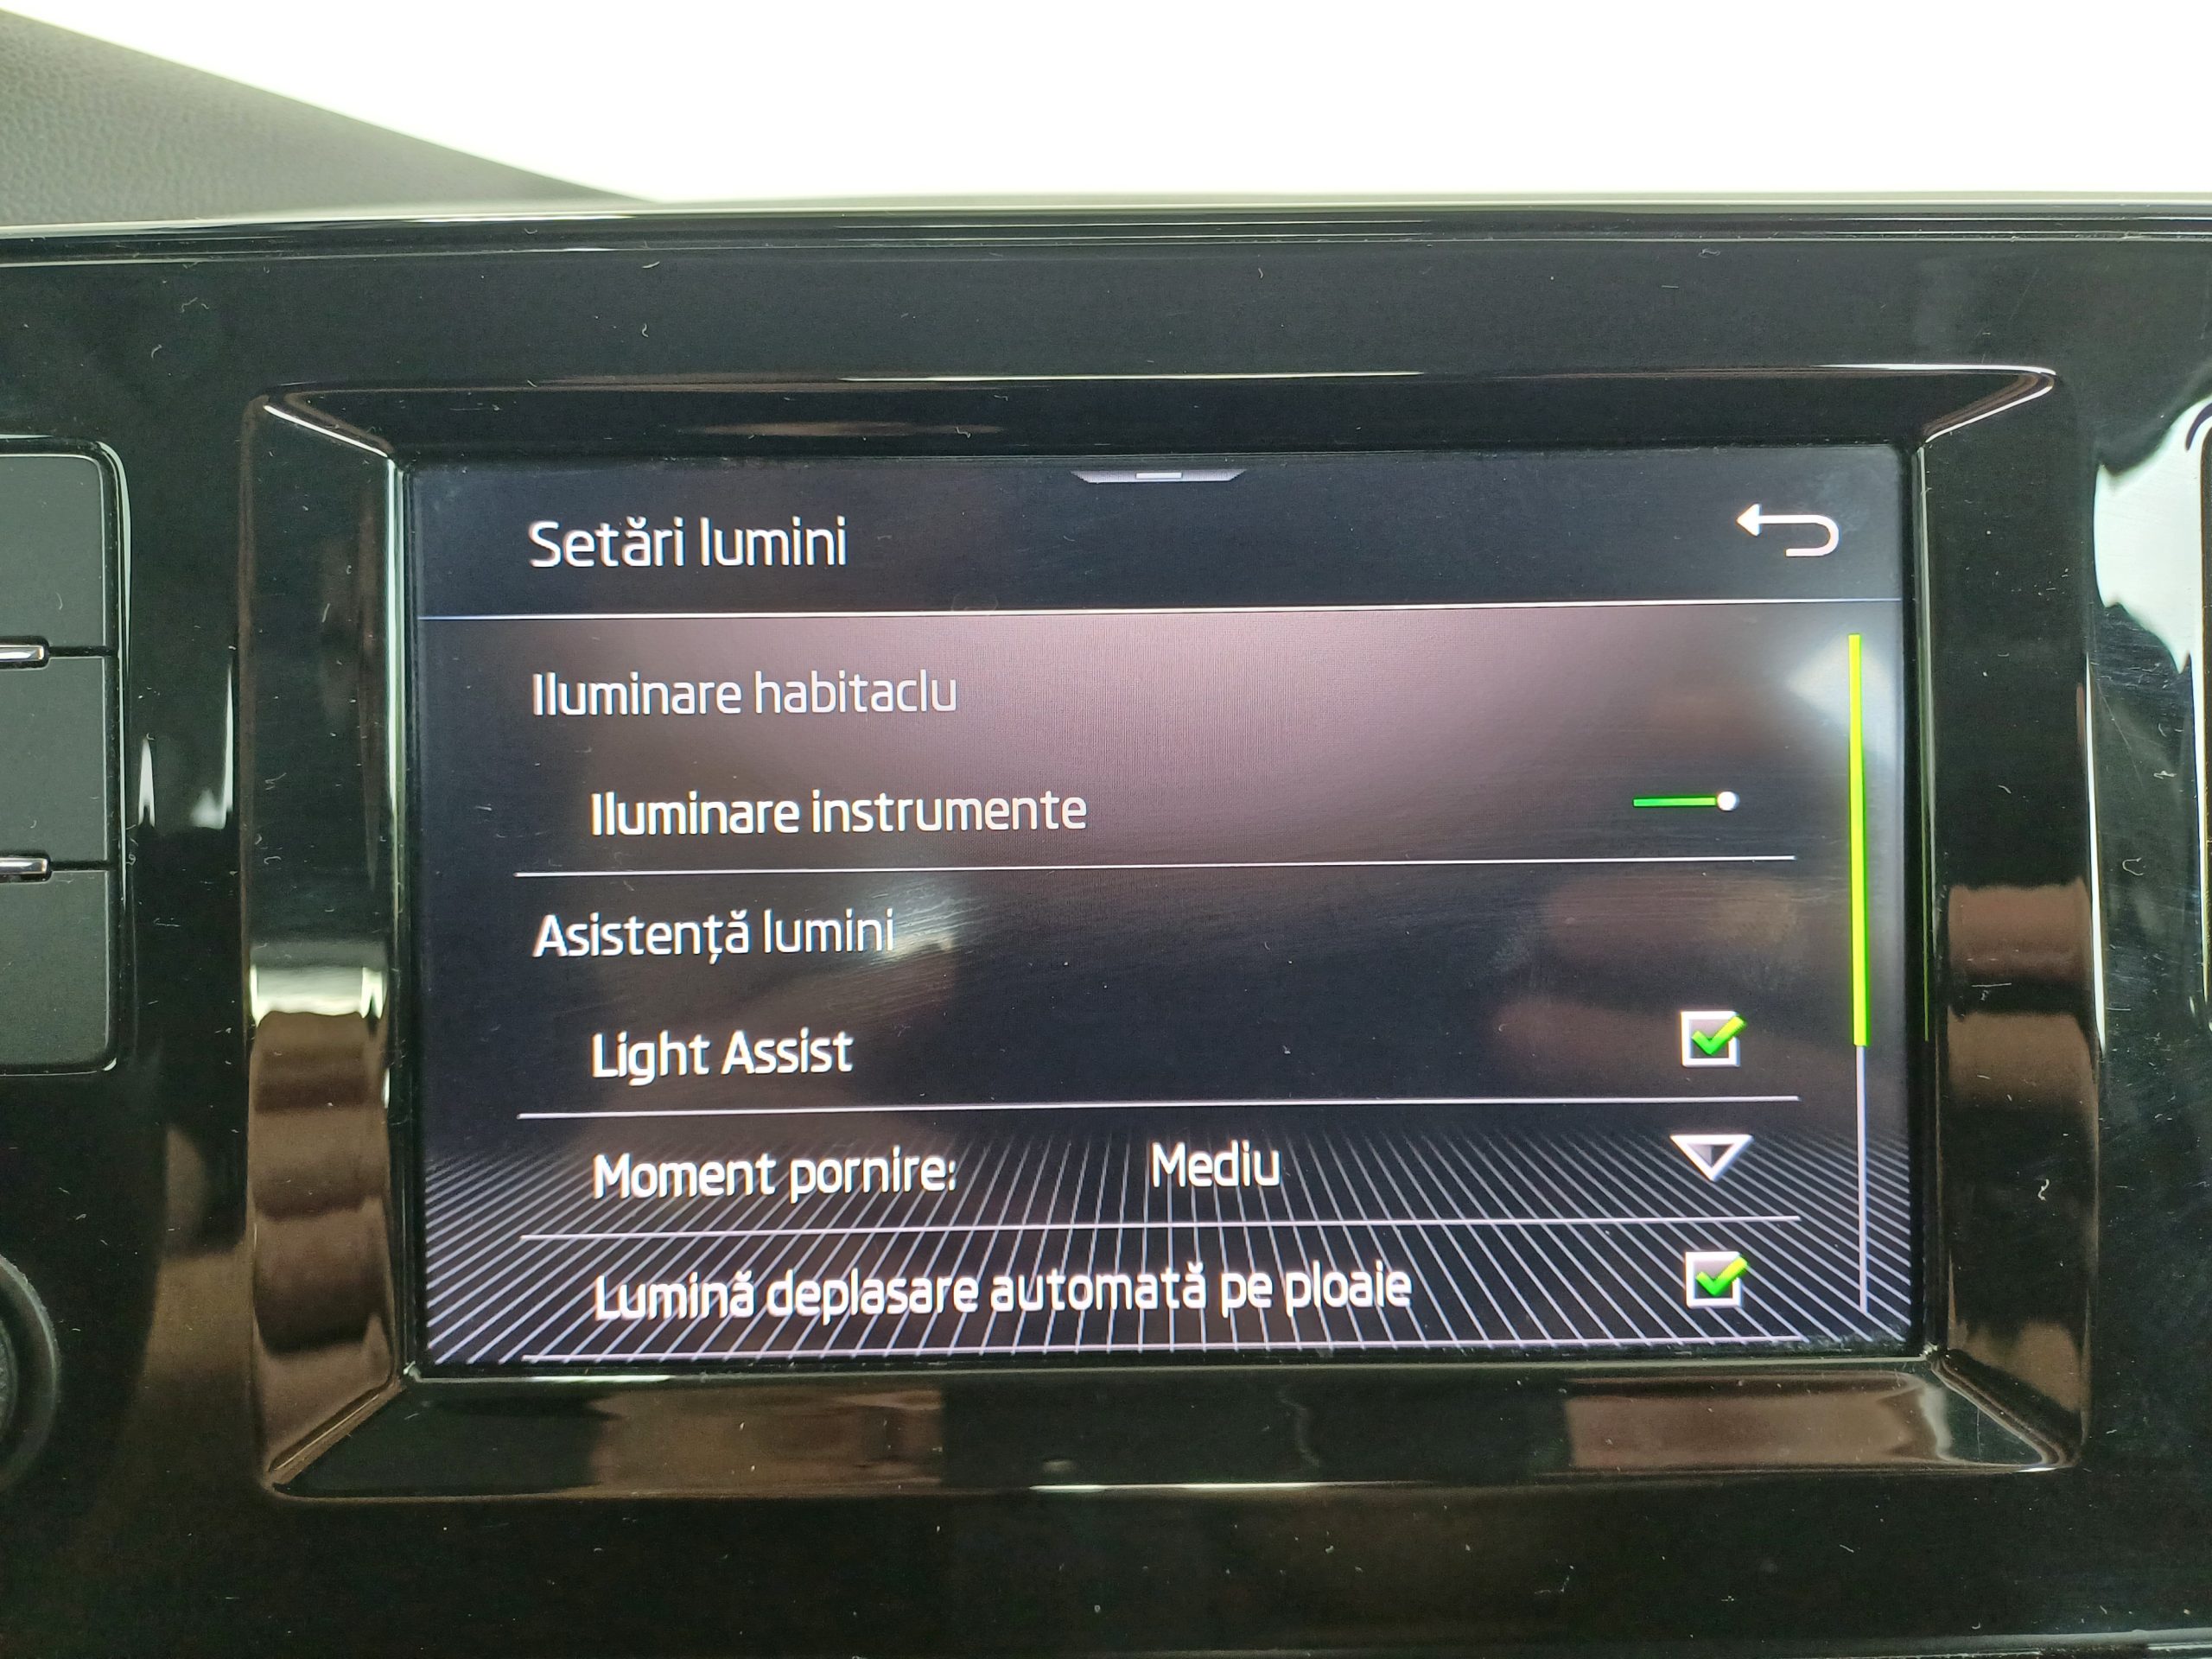 Setări lumini
Iluminare habitaclu
Iluminare instrumente
Asistență lumini
Light Assist
Moment pornire: Mediu
Lumină deplasare automată pe ploaie